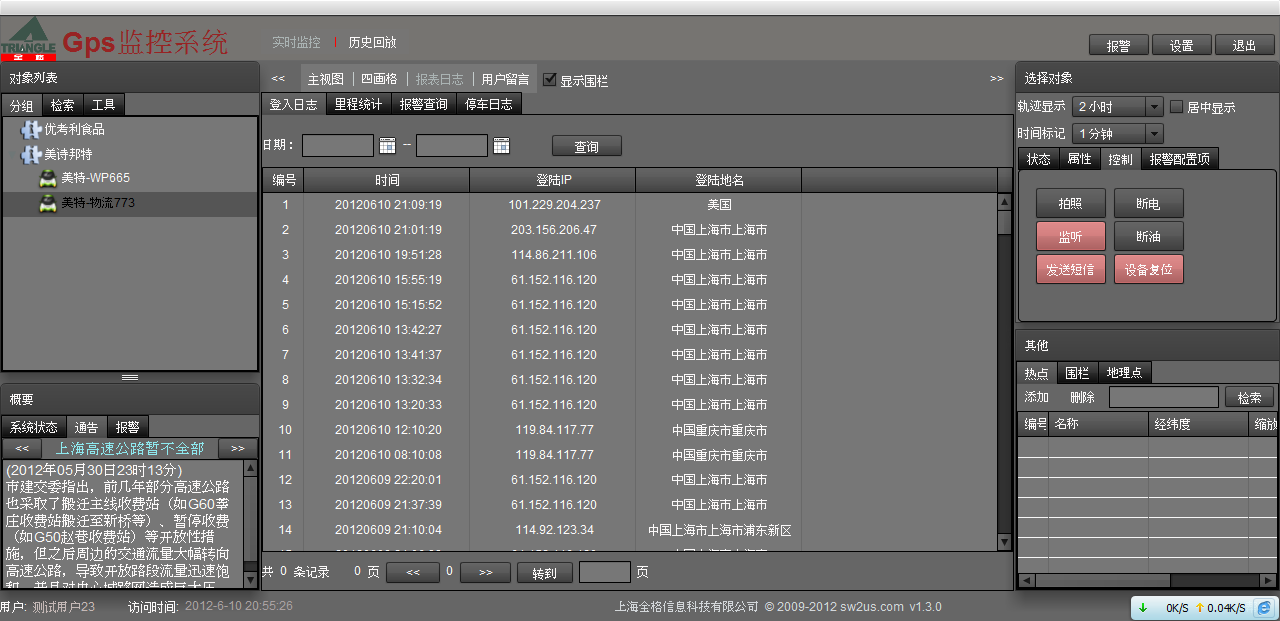 TRIANGLE
金格
Gps监控系统
实时监控 | 历史回放
报警 设置 退出
对象列表
分组 检索 工具
优考利食品
美诗邦特
美特-WP665
美特-物流773
概要
系统状态 通告 报警
<< 上海高速公路暂不全部 >>
(2012年05月30日23时13分)
市建交委指出，前几年部分高速公路
也采取了搬迁主线收费站（如G60莘
庄收费站搬迁至新桥等）、暂停收费
（如G50赵巷收费站）等开放性措
施，但之后周边的交通流量大幅转向
高速公路，导致开放路段流量迅速饱
<< 主视图 | 四画格 | 报表日志 | 用户留言 显示围栏 >>
登入日志 里程统计 报警查询 停车日志
日期： -- 查询
编号 时间 登陆IP 登陆地名
1 20120610 21:09:19 101.229.204.237 美国
2 20120610 21:01:19 203.156.206.47 中国上海市上海市
3 20120610 19:51:28 114.86.211.106 中国上海市上海市
4 20120610 15:55:19 61.152.116.120 中国上海市上海市
5 20120610 15:15:52 61.152.116.120 中国上海市上海市
6 20120610 13:42:27 61.152.116.120 中国上海市上海市
7 20120610 13:41:37 61.152.116.120 中国上海市上海市
8 20120610 13:32:34 61.152.116.120 中国上海市上海市
9 20120610 13:20:33 61.152.116.120 中国上海市上海市
10 20120610 12:10:20 119.84.117.77 中国重庆市重庆市
11 20120610 08:10:08 119.84.117.77 中国重庆市重庆市
12 20120609 22:20:01 61.152.116.120 中国上海市上海市
13 20120609 21:37:39 61.152.116.120 中国上海市上海市
14 20120609 21:10:04 114.92.123.34 中国上海市上海市浦东新区
共 0 条记录 0 页 << 0 >> 转到 页
选择对象
轨迹显示 2小时 居中显示
时间标记 1分钟
状态 属性 控制 报警配置项
拍照 断电
监听 断油
发送短信 设备复位
其他
热点 围栏 地理点
添加 删除 检索
编号 名称 经纬度 缩放
用户: 测试用户23 访问时间: 2012-6-10 20:55:26
上海全格信息科技有限公司 © 2009-2012 sw2us.com v1.3.0
0K/S 0.04K/S